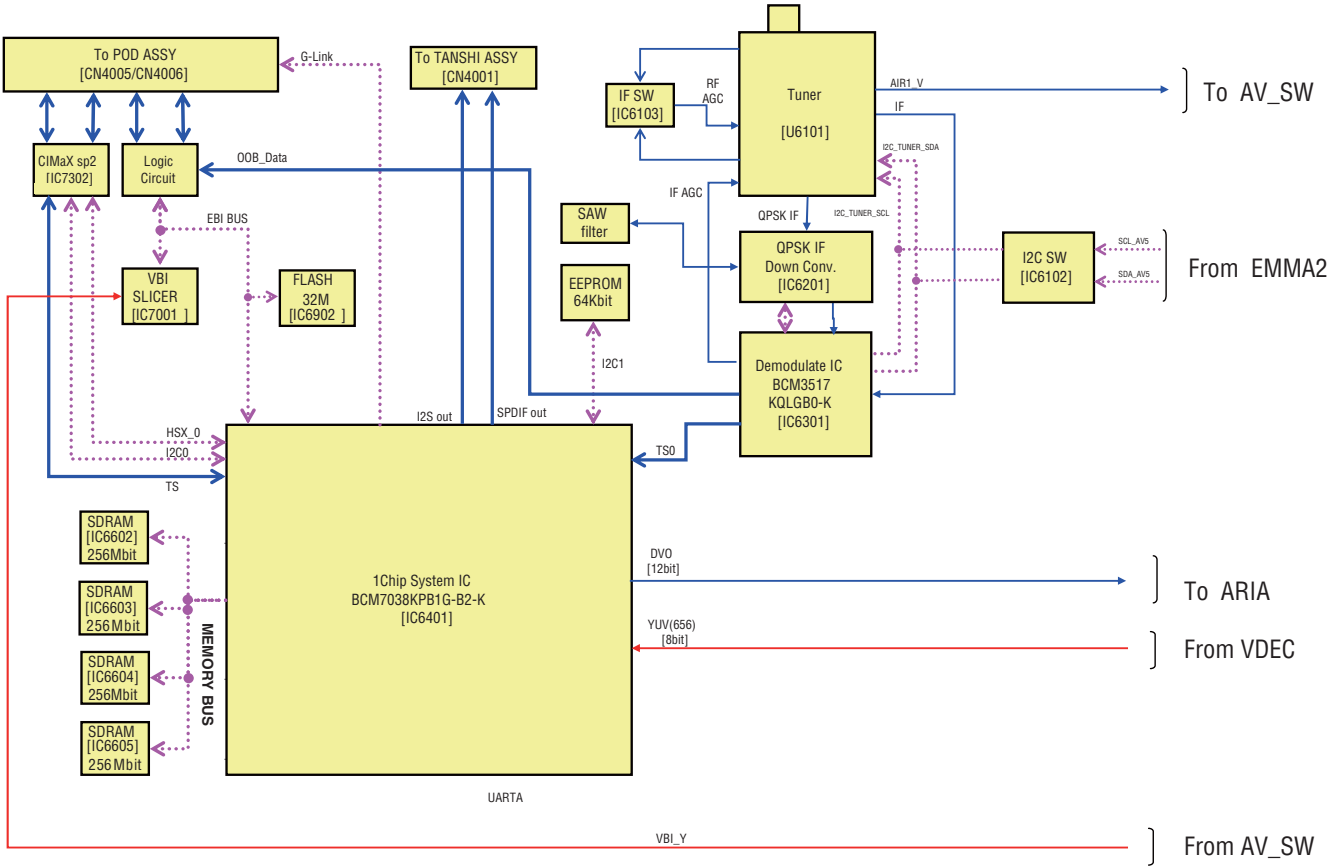 To POD ASSY
[CN4005/CN4006]
G-Link
To TANSHI ASSY
[CN4001]
IF SW
[IC6103]
RF
AGC
Tuner
[U6101]
AIR1_V
To AV_SW
IF
I2C_TUNER_SDA
CIMaX sp2
[IC7302]
Logic
Circuit
OOB_Data
IF AGC
SAW
filter
QPSK IF
I2C_TUNER_SCL
EBI BUS
QPSK IF
Down Conv.
[IC6201]
I2C SW
[IC6102]
SCL_AV5
SDA_AV5
From EMMA2
VBI
SLICER
[IC7001 ]
FLASH
32M
[IC6902 ]
EEPROM
64Kbit
I2C1
Demodulate IC
BCM3517
KQLGB0-K
[IC6301]
I2S out
SPDIF out
HSX_0
I2C0
TS
TS0
SDRAM
[IC6602]
256Mbit
SDRAM
[IC6603]
256Mbit
SDRAM
[IC6604]
256Mbit
SDRAM
[IC6605]
256Mbit
MEMORY BUS
1Chip System IC
BCM7038KPB1G-B2-K
[IC6401]
DVO
[12bit]
To ARIA
YUV(656)
[8bit]
From VDEC
UARTA
VBI_Y
From AV_SW